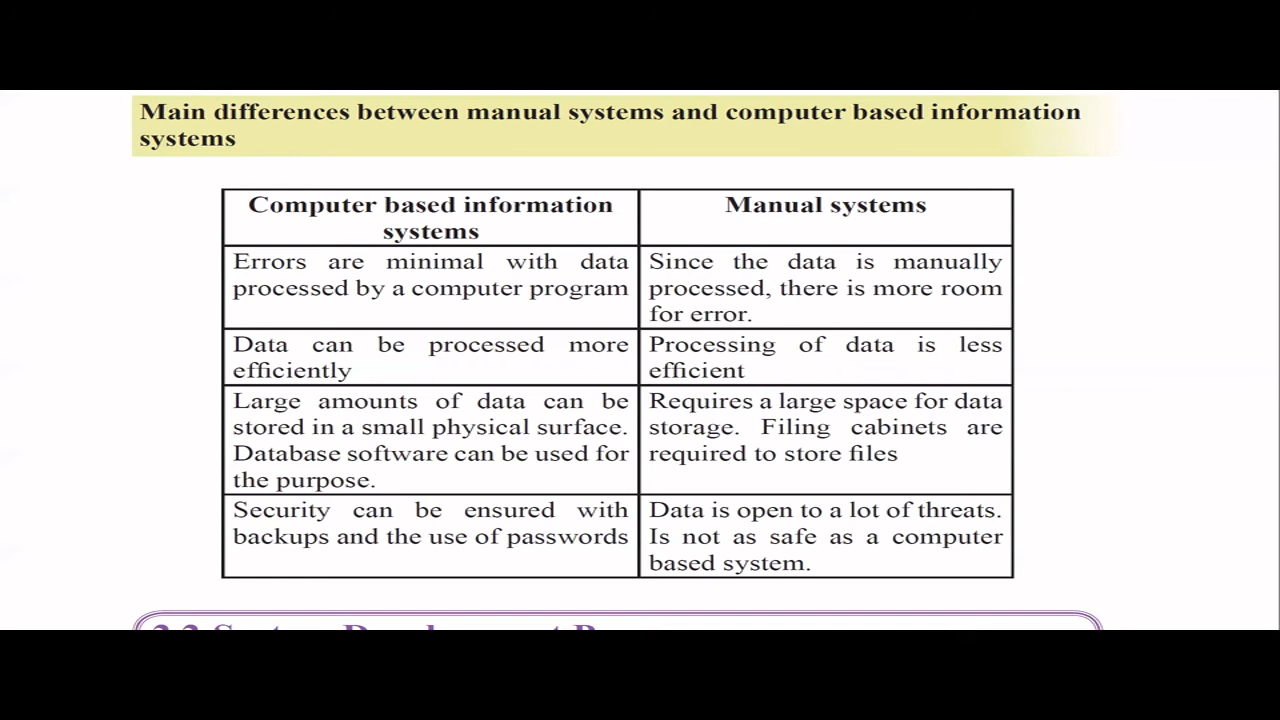 Main differences between manual systems and computer based information
systems
Computer based information
systems
Manual systems
Errors are minimal with data
processed by a computer program
Since the data is manually
processed, there is more room
for error.
Data can be processed more
efficiently
Processing of data is less
efficient
Large amounts of data can be
stored in a small physical surface.
Database software can be used for
the purpose.
Requires a large space for data
storage. Filing cabinets are
required to store files
Security can be ensured with
backups and the use of passwords
Data is open to a lot of threats.
Is not as safe as a computer
based system.